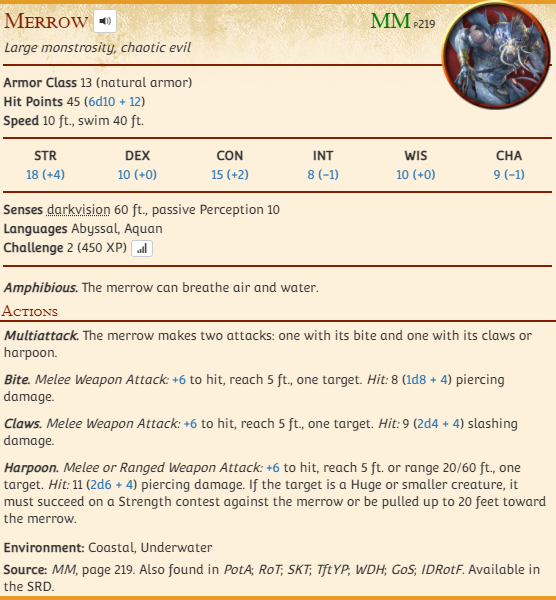 Merrow MM p219
Large monstrosity, chaotic evil
Armor Class 13 (natural armor)
Hit Points 45 (6d10 + 12)
Speed 10 ft., swim 40 ft.
STR DEX CON INT WIS CHA
18 (+4) 10 (+0) 15 (+2) 8 (−1) 10 (+0) 9 (−1)
Senses darkvision 60 ft., passive Perception 10
Languages Abyssal, Aquan
Challenge 2 (450 XP)
Amphibious. The merrow can breathe air and water.
Actions
Multiattack. The merrow makes two attacks: one with its bite and one with its claws or
harpoon.
Bite. Melee Weapon Attack: +6 to hit, reach 5 ft., one target. Hit: 8 (1d8 + 4) piercing
damage.
Claws. Melee Weapon Attack: +6 to hit, reach 5 ft., one target. Hit: 9 (2d4 + 4) slashing
damage.
Harpoon. Melee or Ranged Weapon Attack: +6 to hit, reach 5 ft. or range 20/60 ft., one
target. Hit: 11 (2d6 + 4) piercing damage. If the target is a Huge or smaller creature, it
must succeed on a Strength contest against the merrow or be pulled up to 20 feet toward
the merrow.
Environment: Coastal, Underwater
Source: MM, page 219. Also found in PotA; RoT; SKT; TftYP; WDH; GoS; IDRotF. Available in
the SRD.